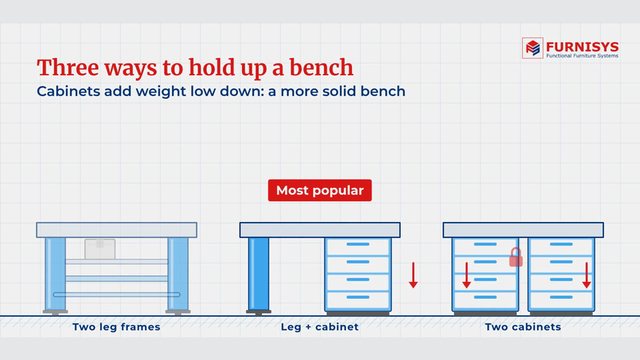 FURNISYS
Functional Furniture Systems
Three ways to hold up a bench
Cabinets add weight low down: a more solid bench
Most popular
Two leg frames
Leg + cabinet
Two cabinets